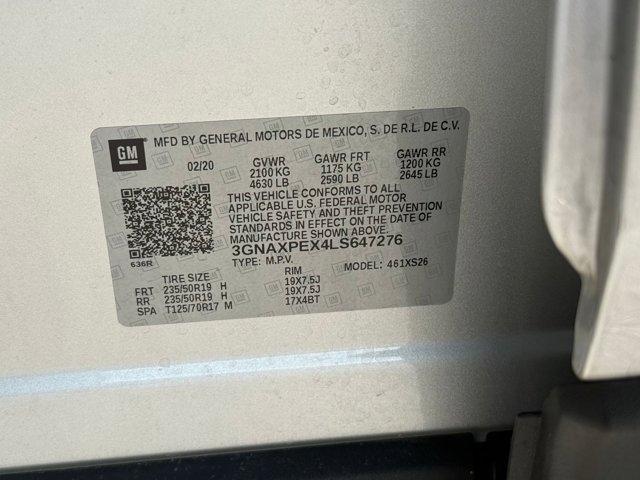 MFD BY GENERAL MOTORS DE MEXICO, S. DE R.L. DE C.V.
GM
02/20 GVWR GAWR FRT GAWR RR
2100 KG 1175 KG 1200 KG
4630 LB 2590 LB 2645 LB
THIS VEHICLE CONFORMS TO ALL
APPLICABLE U.S. FEDERAL MOTOR
VEHICLE SAFETY AND THEFT PREVENTION
STANDARDS IN EFFECT ON THE DATE OF
MANUFACTURE SHOWN ABOVE.
3GNAXPEX4LS647276
636R
TYPE: M.P.V. MODEL: 461XS26
TIRE SIZE RIM
FRT 235/50R19 H 19X7.5J
RR 235/50R19 H 19X7.5J
SPA T125/70R17 M 17X4BT